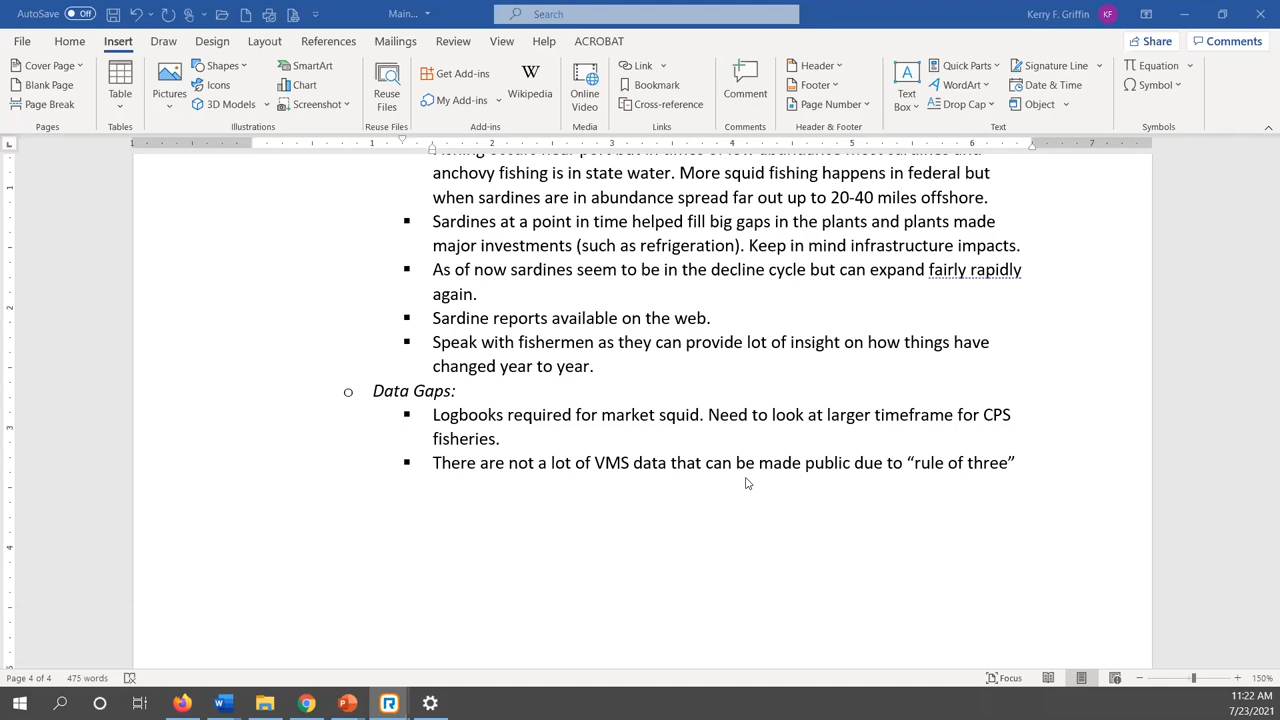 AutoSave Off Main... Search Kerry F. Griffin KF
File Home Insert Draw Design Layout References Mailings Review View Help ACROBAT Share Comments
Cover Page
Blank Page
Page Break
Pages
Table
Tables
Pictures
Shapes
Icons
3D Models
SmartArt
Chart
Screenshot
Illustrations
Reuse Files
Reuse Files
Get Add-ins
My Add-ins
Wikipedia
Add-ins
Online Video
Media
Link
Bookmark
Cross-reference
Links
Comment
Comments
Header
Footer
Page Number
Header & Footer
Text Box
Quick Parts
WordArt
Drop Cap
Signature Line
Date & Time
Object
Text
Equation
Symbol
Symbols
1 1 2 3 4 5 6 7
anchovy fishing is in state water. More squid fishing happens in federal but
when sardines are in abundance spread far out up to 20-40 miles offshore.
▪ Sardines at a point in time helped fill big gaps in the plants and plants made
major investments (such as refrigeration). Keep in mind infrastructure impacts.
▪ As of now sardines seem to be in the decline cycle but can expand fairly rapidly
again.
▪ Sardine reports available on the web.
▪ Speak with fishermen as they can provide lot of insight on how things have
changed year to year.
o Data Gaps:
▪ Logbooks required for market squid. Need to look at larger timeframe for CPS
fisheries.
▪ There are not a lot of VMS data that can be made public due to “rule of three”
Page 4 of 4 475 words Focus 150%
11:22 AM
7/23/2021